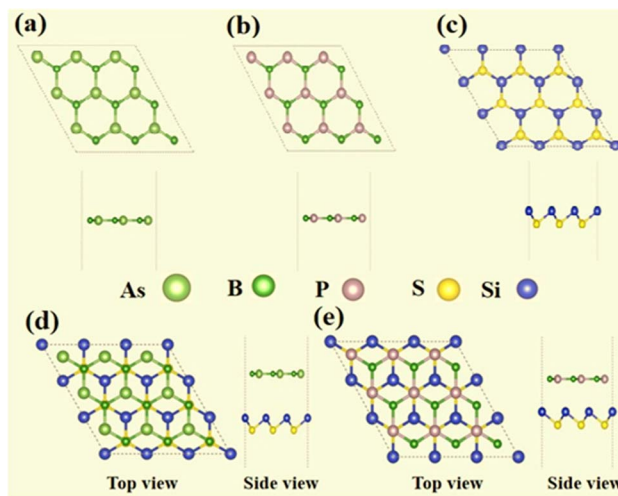 (a) (b) (c)
As B P S Si
(d) (e)
Top view Side view Top view Side view